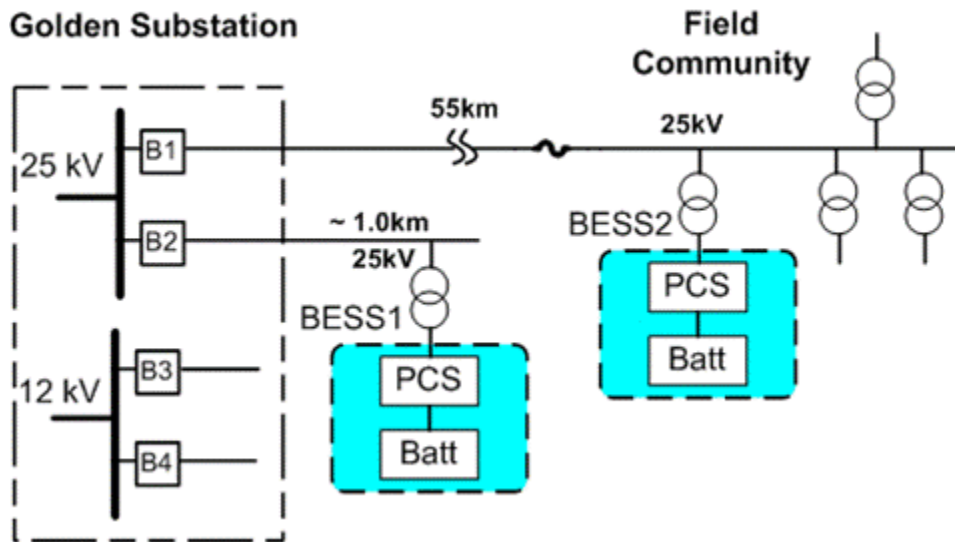 Golden Substation
Field
Community
55km
25kV
B1
25 kV
B2
~ 1.0km
25kV
BESS2
PCS
Batt
BESS1
PCS
Batt
12 kV
B3
B4